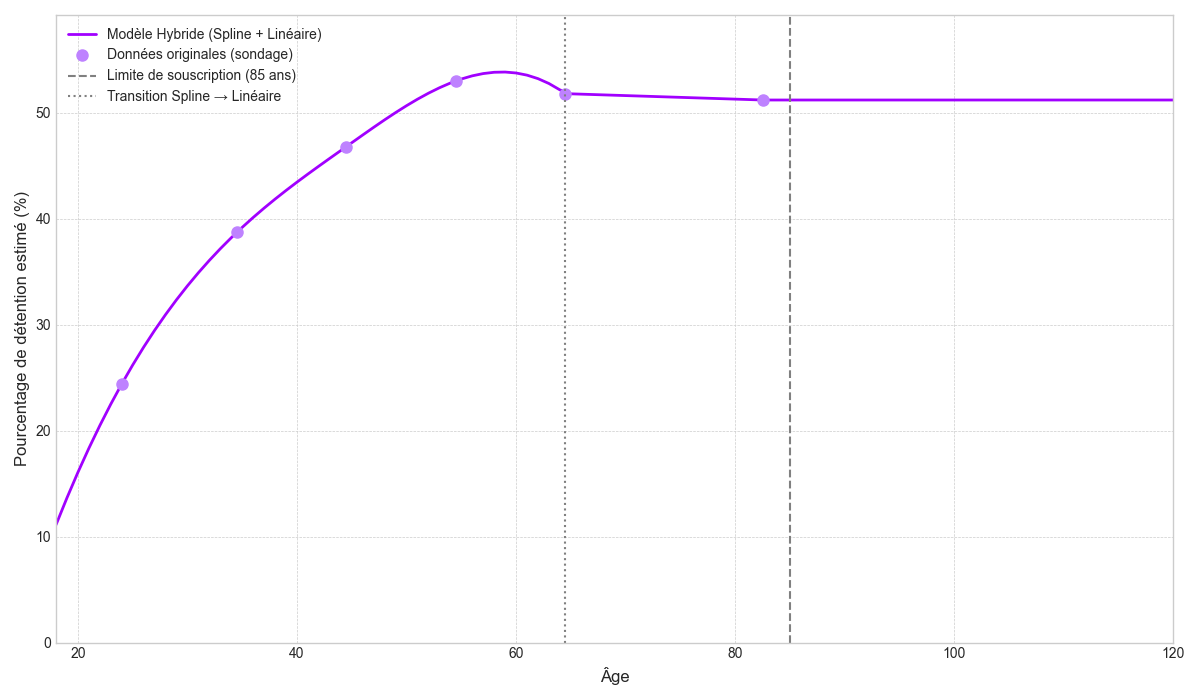 Modèle Hybride (Spline + Linéaire)
Données originales (sondage)
Limite de souscription (85 ans)
Transition Spline → Linéaire
Pourcentage de détention estimé (%)
50
40
30
20
10
0
20 40 60 80 100 120
Âge